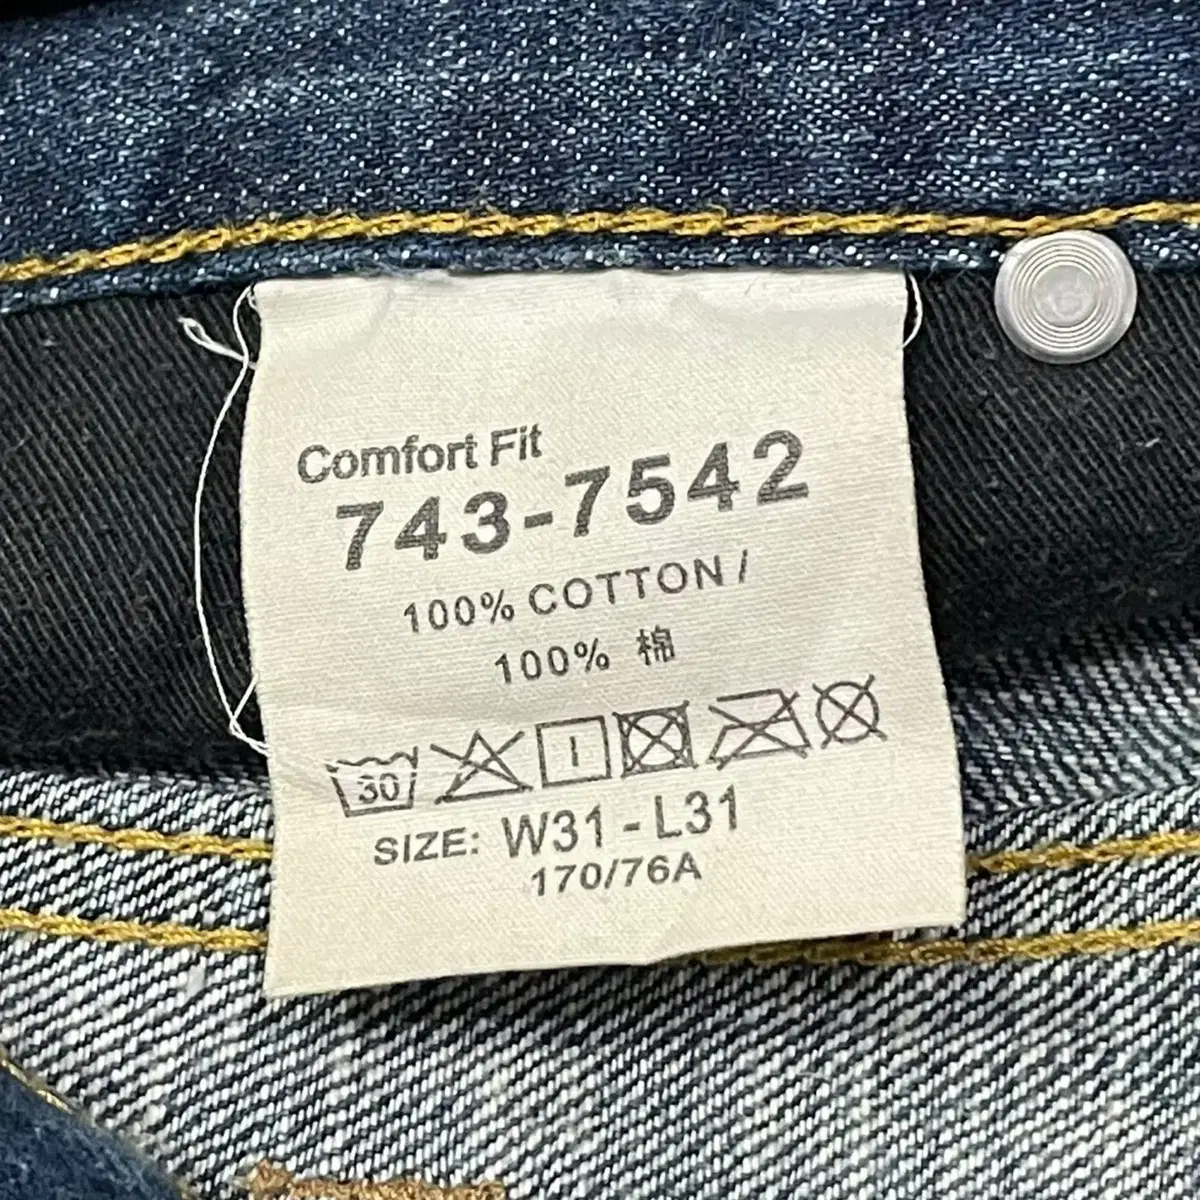 Comfort Fit
743-7542
100% COTTON /
100% 棉
30
SIZE: W31 - L31
170/76A